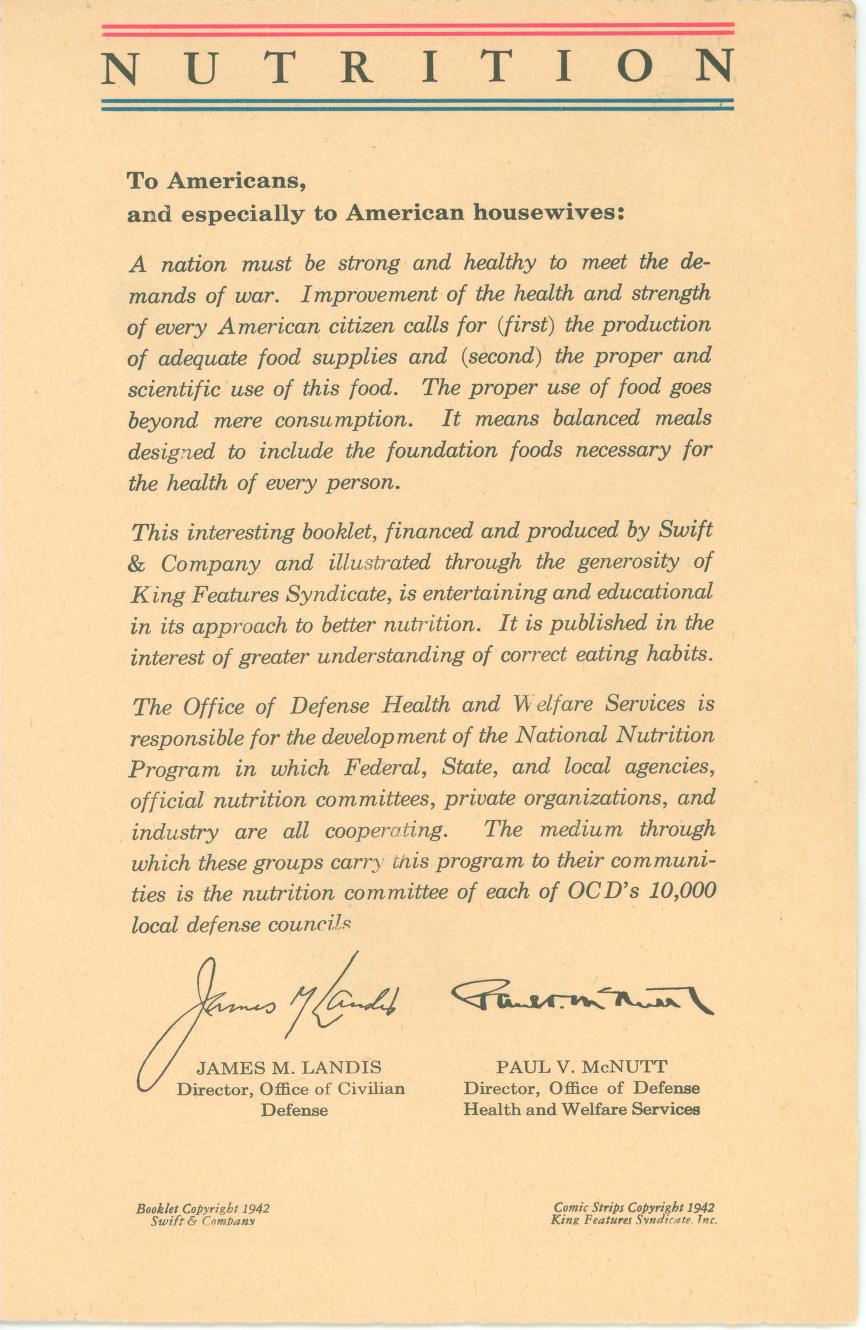 NUTRITION
To Americans,
and especially to American housewives:
A nation must be strong and healthy to meet the de-
mands of war. Improvement of the health and strength
of every American citizen calls for (first) the production
of adequate food supplies and (second) the proper and
scientific use of this food. The proper use of food goes
beyond mere consumption. It means balanced meals
designed to include the foundation foods necessary for
the health of every person.
This interesting booklet, financed and produced by Swift
& Company and illustrated through the generosity of
King Features Syndicate, is entertaining and educational
in its approach to better nutrition. It is published in the
interest of greater understanding of correct eating habits.
The Office of Defense Health and Welfare Services is
responsible for the development of the National Nutrition
Program in which Federal, State, and local agencies,
official nutrition committees, private organizations, and
industry are all cooperating. The medium through
which these groups carry this program to their communi-
ties is the nutrition committee of each of OCD's 10,000
local defense councils
James M Landis
Paul V. McNutt
JAMES M. LANDIS
Director, Office of Civilian
Defense
PAUL V. McNUTT
Director, Office of Defense
Health and Welfare Services
Booklet Copyright 1942
Swift & Company
Comic Strips Copyright 1942
King Features Syndicate, Inc.